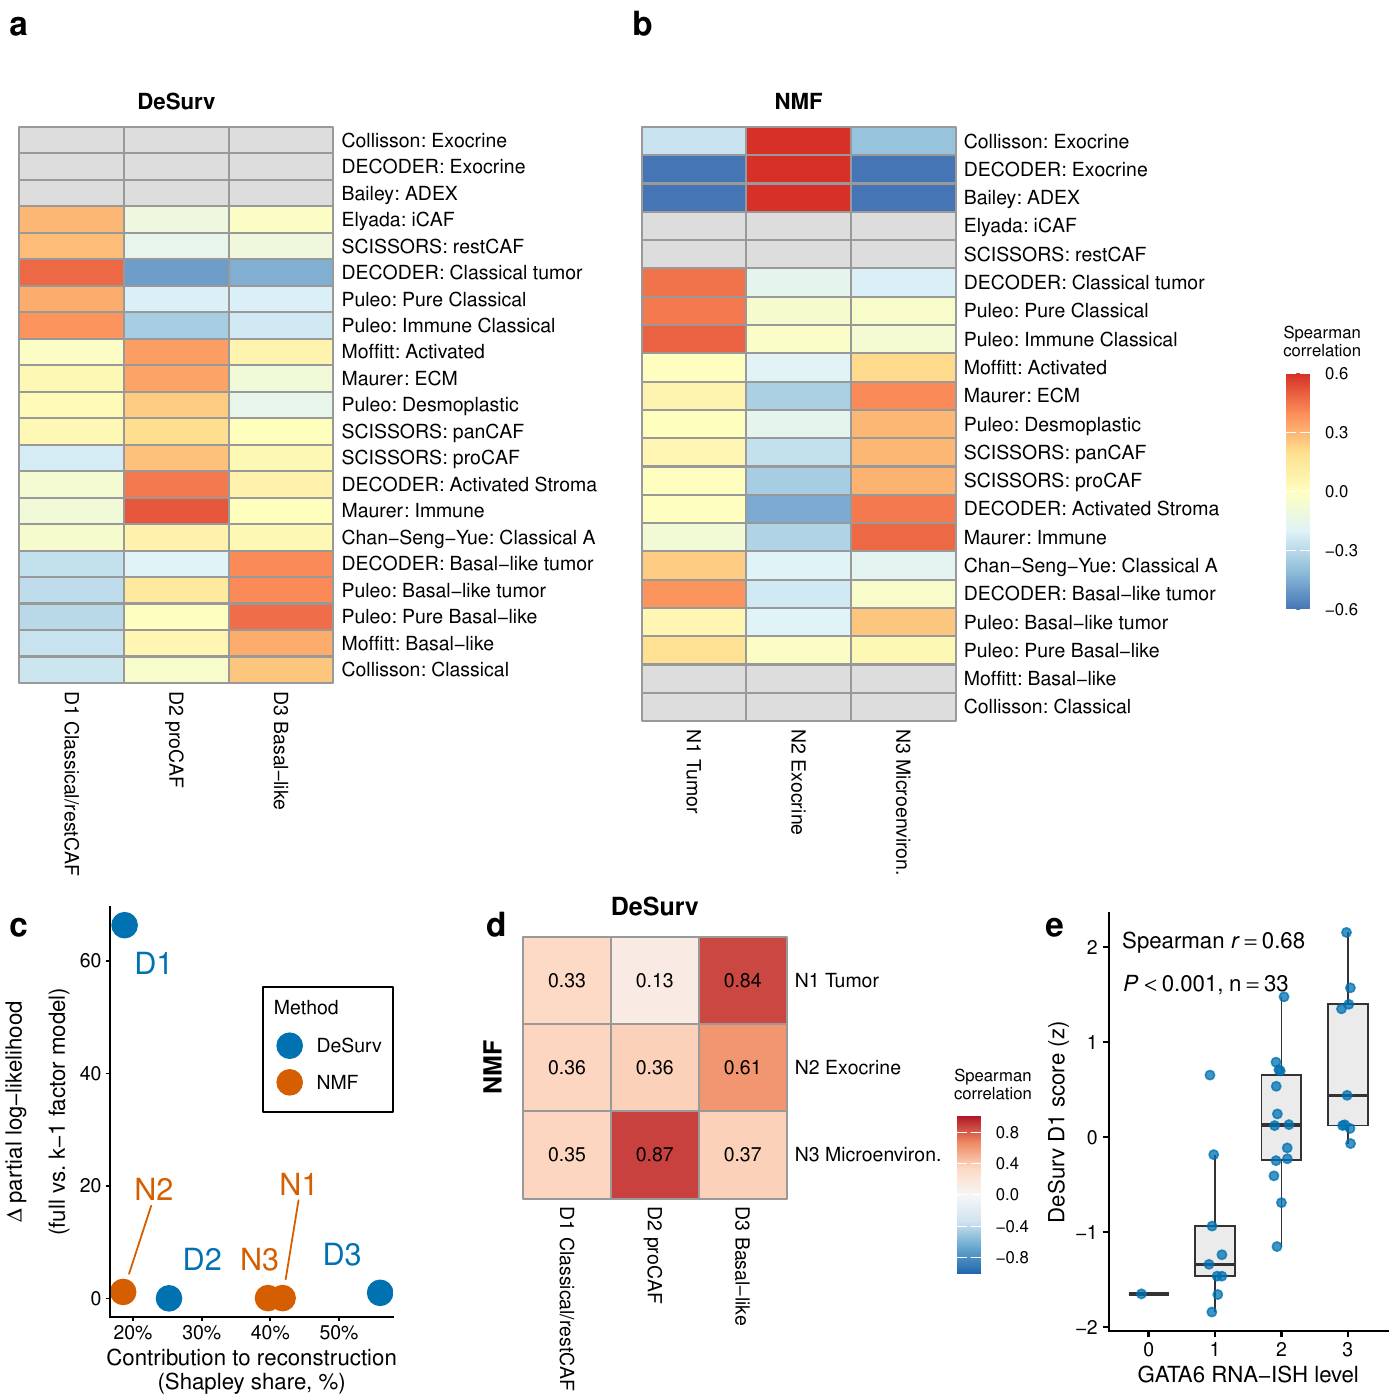 a
DeSurv
Collisson: Exocrine
DECODER: Exocrine
Bailey: ADEX
Elyada: iCAF
SCISSORS: restCAF
DECODER: Classical tumor
Puleo: Pure Classical
Puleo: Immune Classical
Moffitt: Activated
Maurer: ECM
Puleo: Desmoplastic
SCISSORS: panCAF
SCISSORS: proCAF
DECODER: Activated Stroma
Maurer: Immune
Chan−Seng−Yue: Classical A
DECODER: Basal−like tumor
Puleo: Basal−like tumor
Puleo: Pure Basal−like
Moffitt: Basal−like
Collisson: Classical
D1 Classical/restCAF
D2 proCAF
D3 Basal−like
b
NMF
Collisson: Exocrine
DECODER: Exocrine
Bailey: ADEX
Elyada: iCAF
SCISSORS: restCAF
DECODER: Classical tumor
Puleo: Pure Classical
Puleo: Immune Classical
Moffitt: Activated
Maurer: ECM
Puleo: Desmoplastic
SCISSORS: panCAF
SCISSORS: proCAF
DECODER: Activated Stroma
Maurer: Immune
Chan−Seng−Yue: Classical A
DECODER: Basal−like tumor
Puleo: Basal−like tumor
Puleo: Pure Basal−like
Moffitt: Basal−like
Collisson: Classical
N1 Tumor
N2 Exocrine
N3 Microenviron.
Spearman
correlation
0.6
0.3
0.0
−0.3
−0.6
c
Δ partial log−likelihood
(full vs. k−1 factor model)
60
40
20
0
D1
N2
D2
N3
N1
D3
Method
DeSurv
NMF
20%
30%
40%
50%
Contribution to reconstruction
(Shapley share, %)
d
DeSurv
NMF
0.33
0.13
0.84
N1 Tumor
0.36
0.36
0.61
N2 Exocrine
0.35
0.87
0.37
N3 Microenviron.
D1 Classical/restCAF
D2 proCAF
D3 Basal−like
Spearman
correlation
0.8
0.4
0.0
−0.4
−0.8
e
DeSurv D1 score (z)
Spearman r = 0.68
P < 0.001, n = 33
2
1
0
−1
−2
0
1
2
3
GATA6 RNA−ISH level